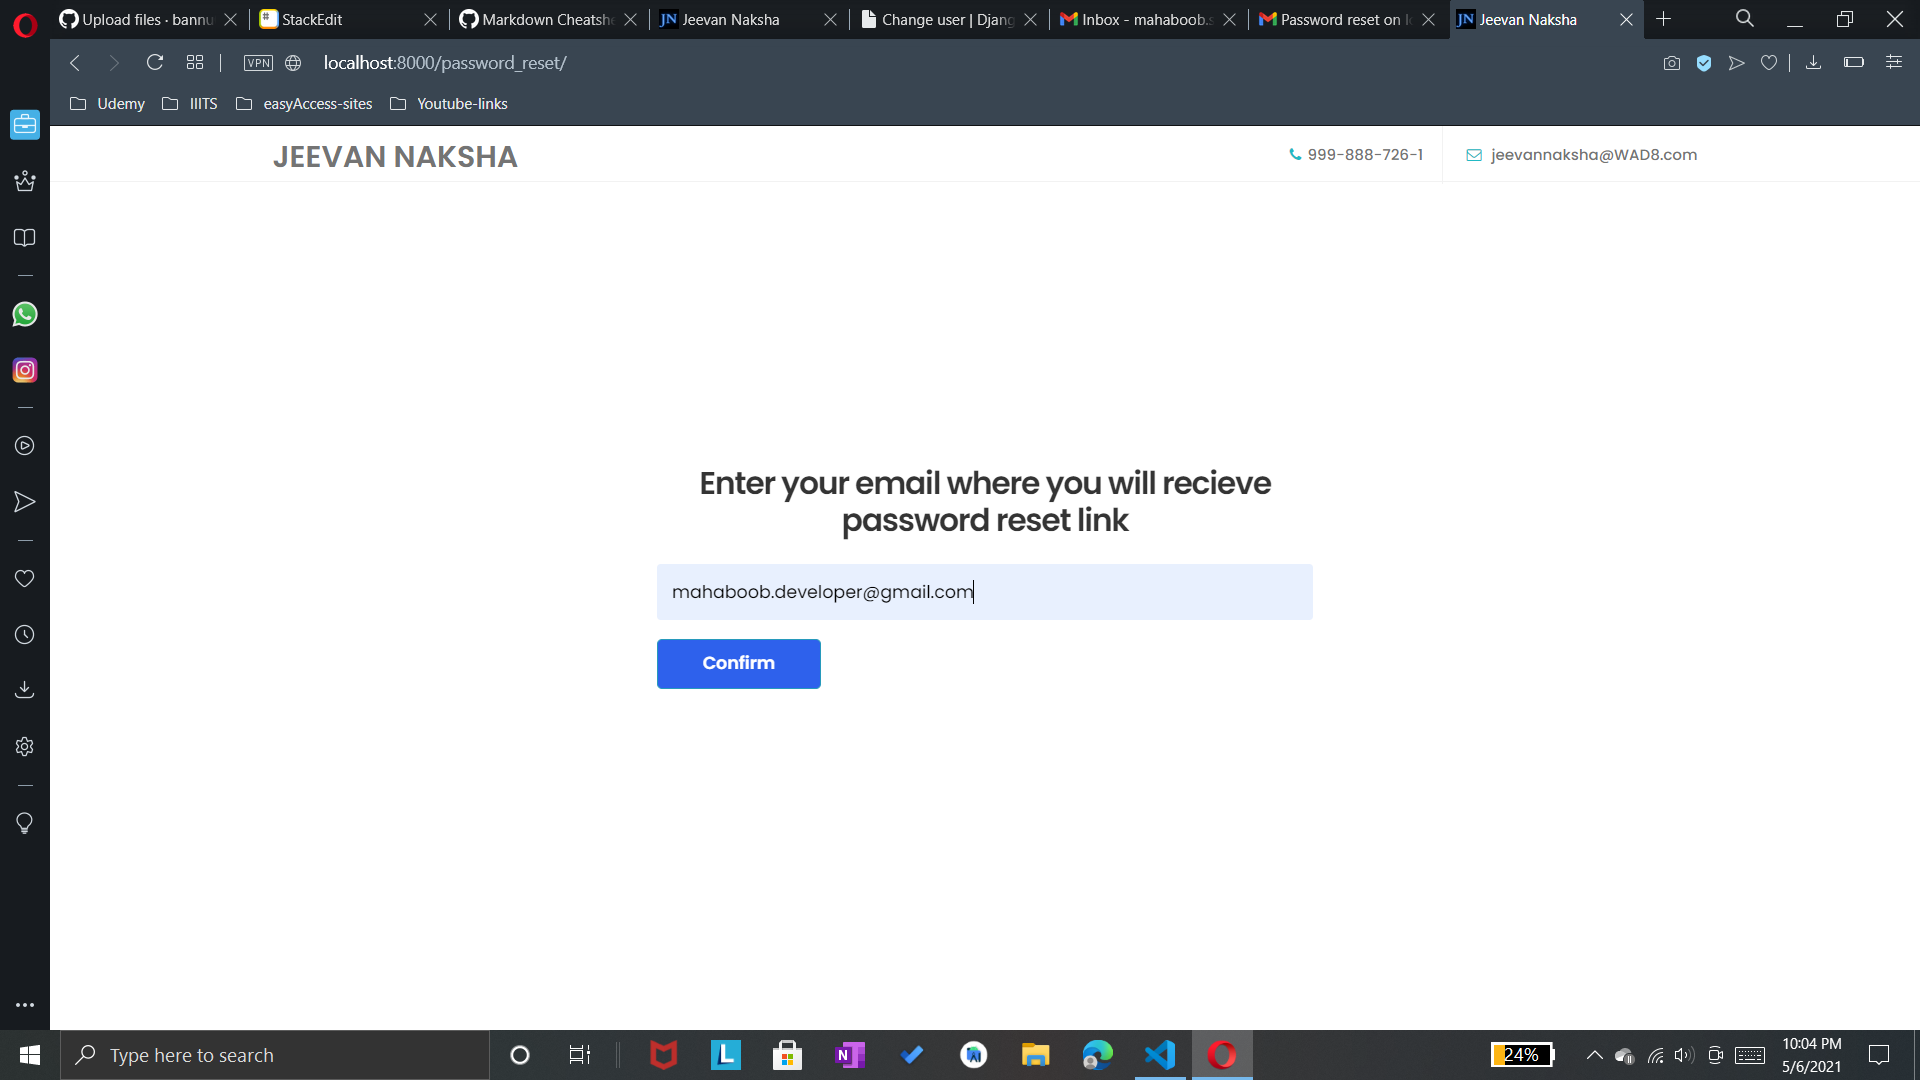 Upload files · bannu
StackEdit
Markdown Cheatshe
JN Jeevan Naksha
Change user | Djang
Inbox - mahaboob.s
Password reset on lo
JN Jeevan Naksha
VPN
localhost:8000/password_reset/
Udemy
IIITS
easyAccess-sites
Youtube-links
JEEVAN NAKSHA
999-888-726-1
jeevannaksha@WAD8.com
Enter your email where you will recieve
password reset link
mahaboob.developer@gmail.com
Confirm
Type here to search
L
N
24%
10:04 PM
5/6/2021